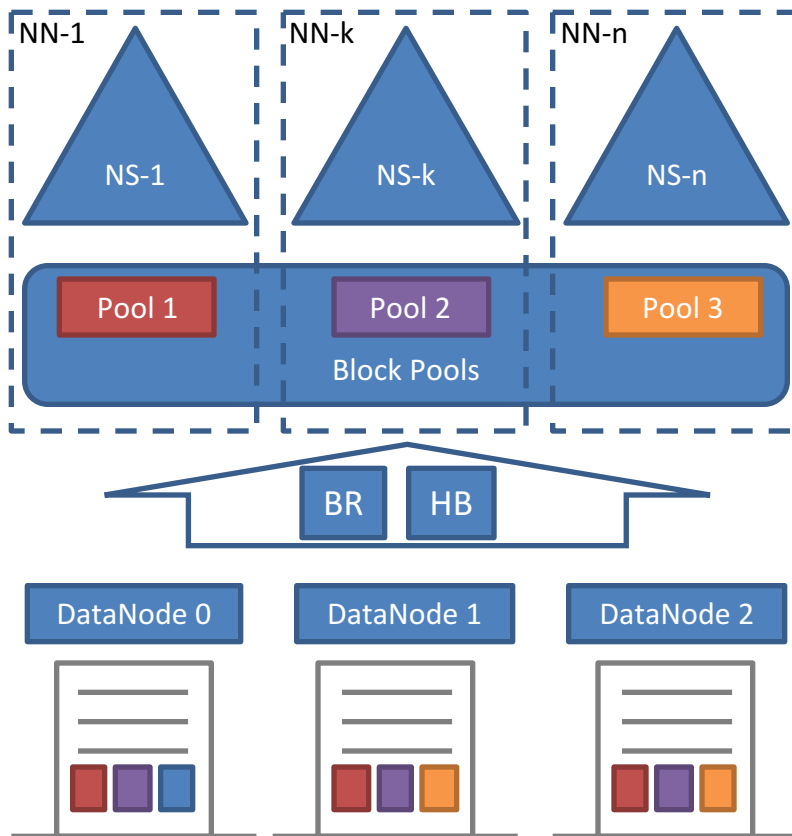 NN-1
NN-k
NN-n
NS-1
NS-k
NS-n
Pool 1
Pool 2
Pool 3
Block Pools
BR
HB
DataNode 0
DataNode 1
DataNode 2